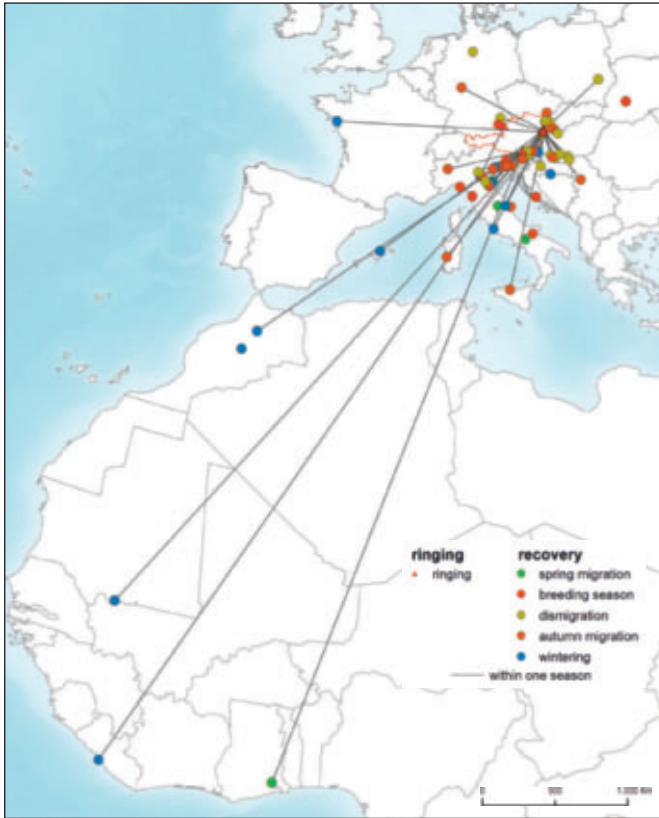 ringing
ringing
recovery
spring migration
breeding season
dismigration
autumn migration
wintering
within one season
0 500 1.000 Km